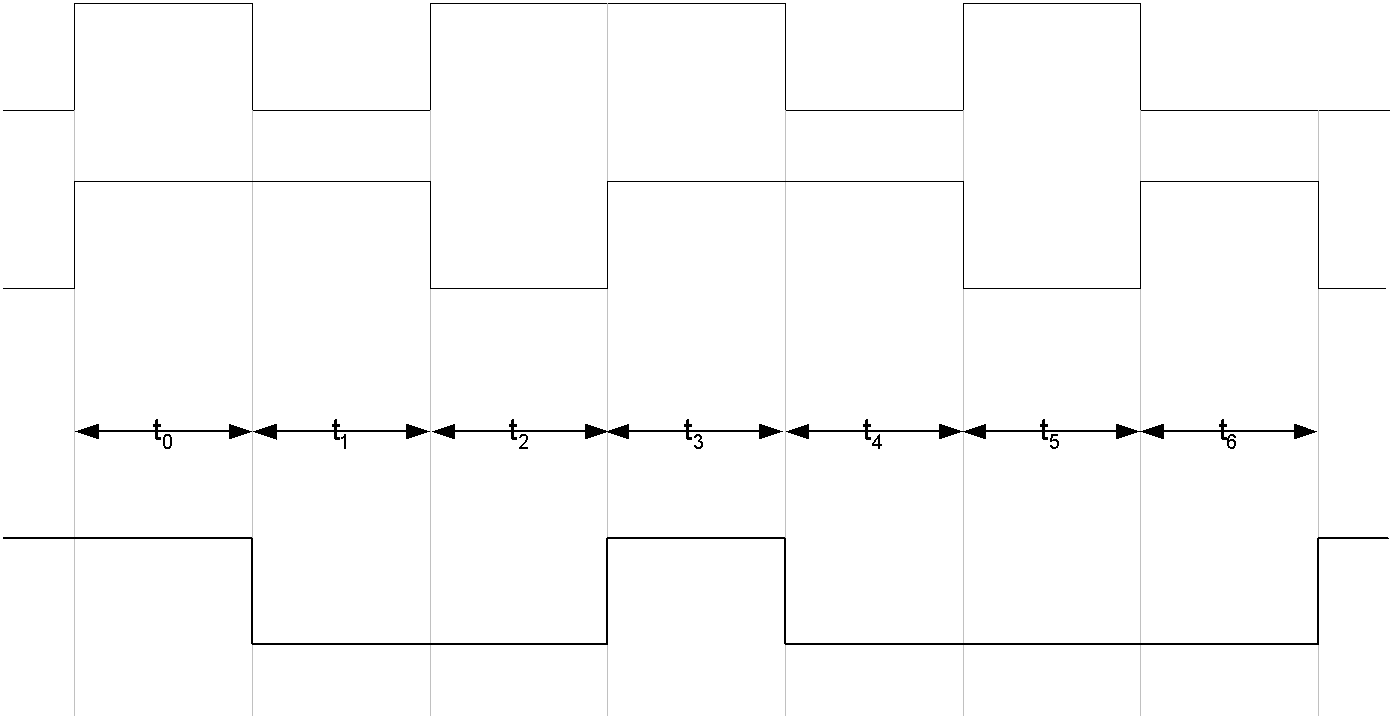 t₀ t₁ t₂ t₃ t₄ t₅ t₆